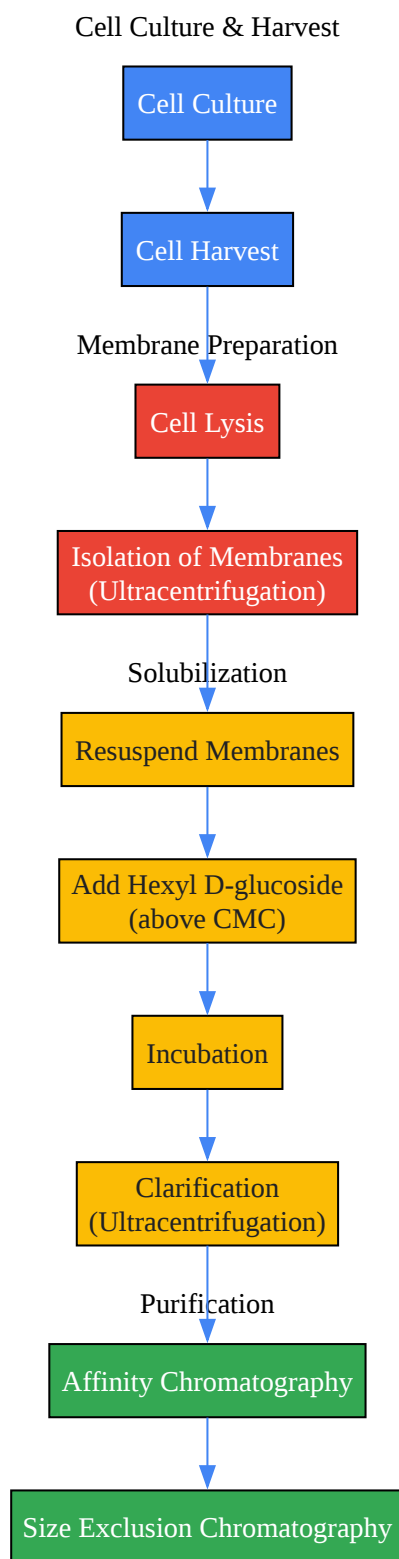 Cell Culture & Harvest
Cell Culture
Cell Harvest
Membrane Preparation
Cell Lysis
Isolation of Membranes
(Ultracentrifugation)
Solubilization
Resuspend Membranes
Add Hexyl D-glucoside
(above CMC)
Incubation
Clarification
(Ultracentrifugation)
Purification
Affinity Chromatography
Size Exclusion Chromatography